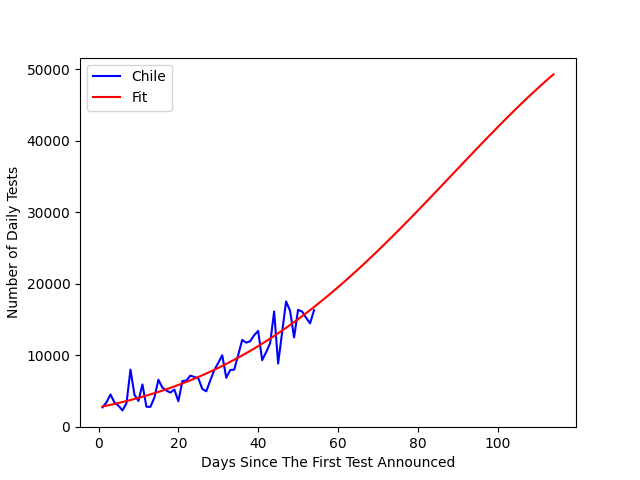 Chile
Fit
50000
40000
30000
20000
10000
0
Number of Daily Tests
0 20 40 60 80 100
Days Since The First Test Announced